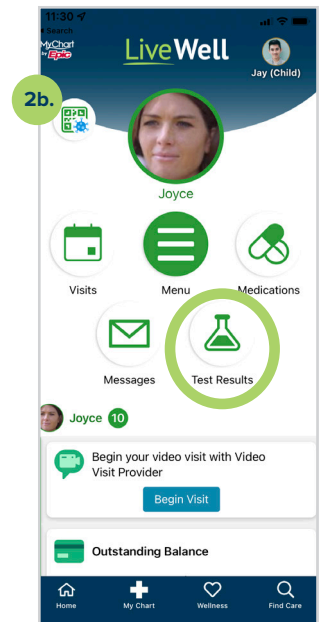 11:30
Search
MyChart
by Epic
LiveWell
Jay (Child)
2b.
Joyce
Visits
Menu
Medications
Messages
Test Results
Joyce 10
Begin your video visit with Video
Visit Provider
Begin Visit
Outstanding Balance
Home
My Chart
Wellness
Find Care